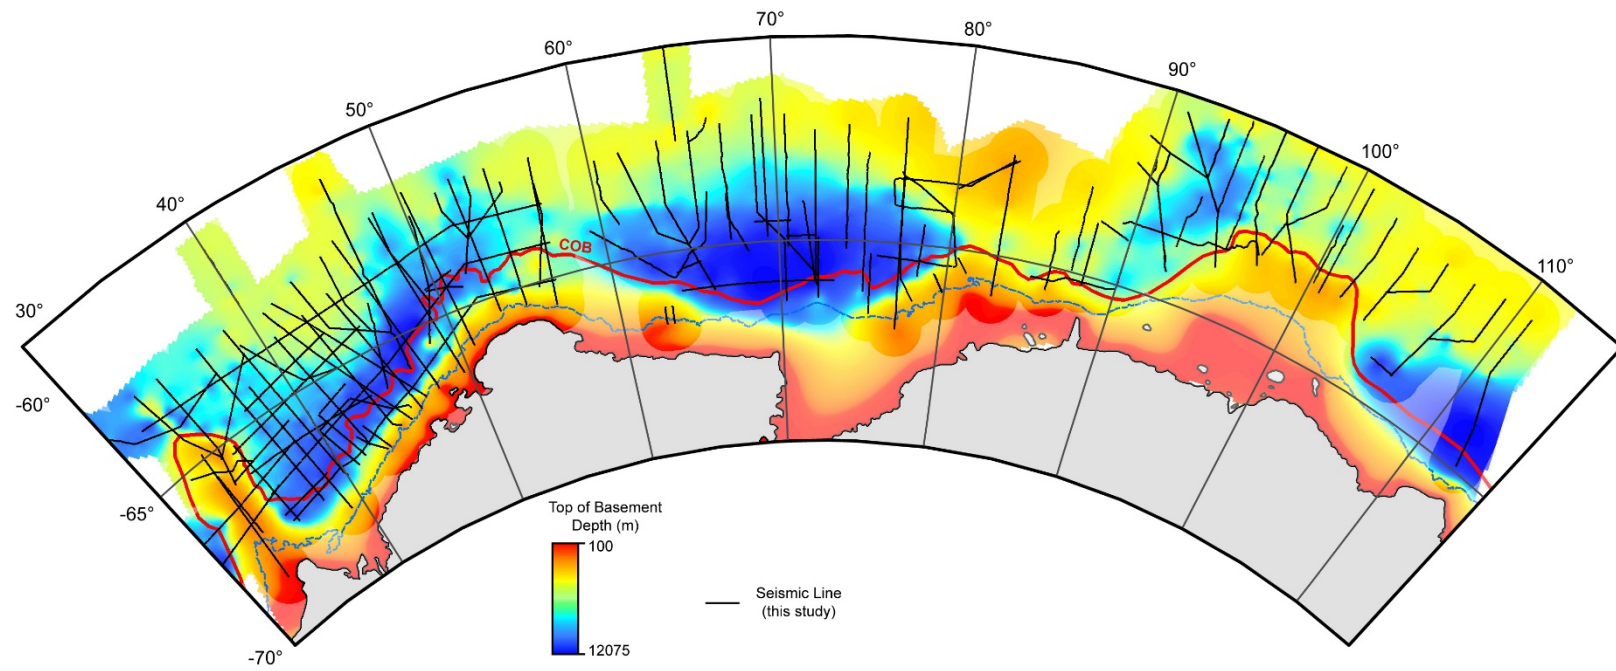 70°
80°
60°
90°
50°
100°
40°
110°
30°
COB
-60°
-65°
-70°
Top of Basement
Depth (m)
100
12075
Seismic Line
(this study)